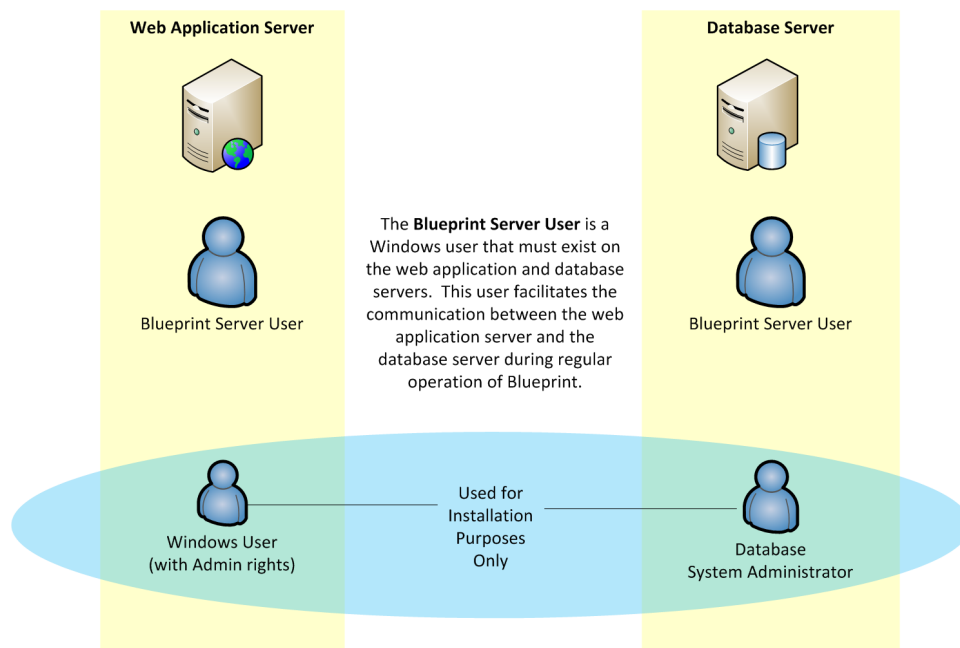 Web Application Server
Database Server
The Blueprint Server User is a
Windows user that must exist on
the web application and database
servers.  This user facilitates the
communication between the web
application server and the
database server during regular
operation of Blueprint.
Blueprint Server User
Blueprint Server User
Windows User
(with Admin rights)
Used for
Installation
Purposes
Only
Database
System Administrator